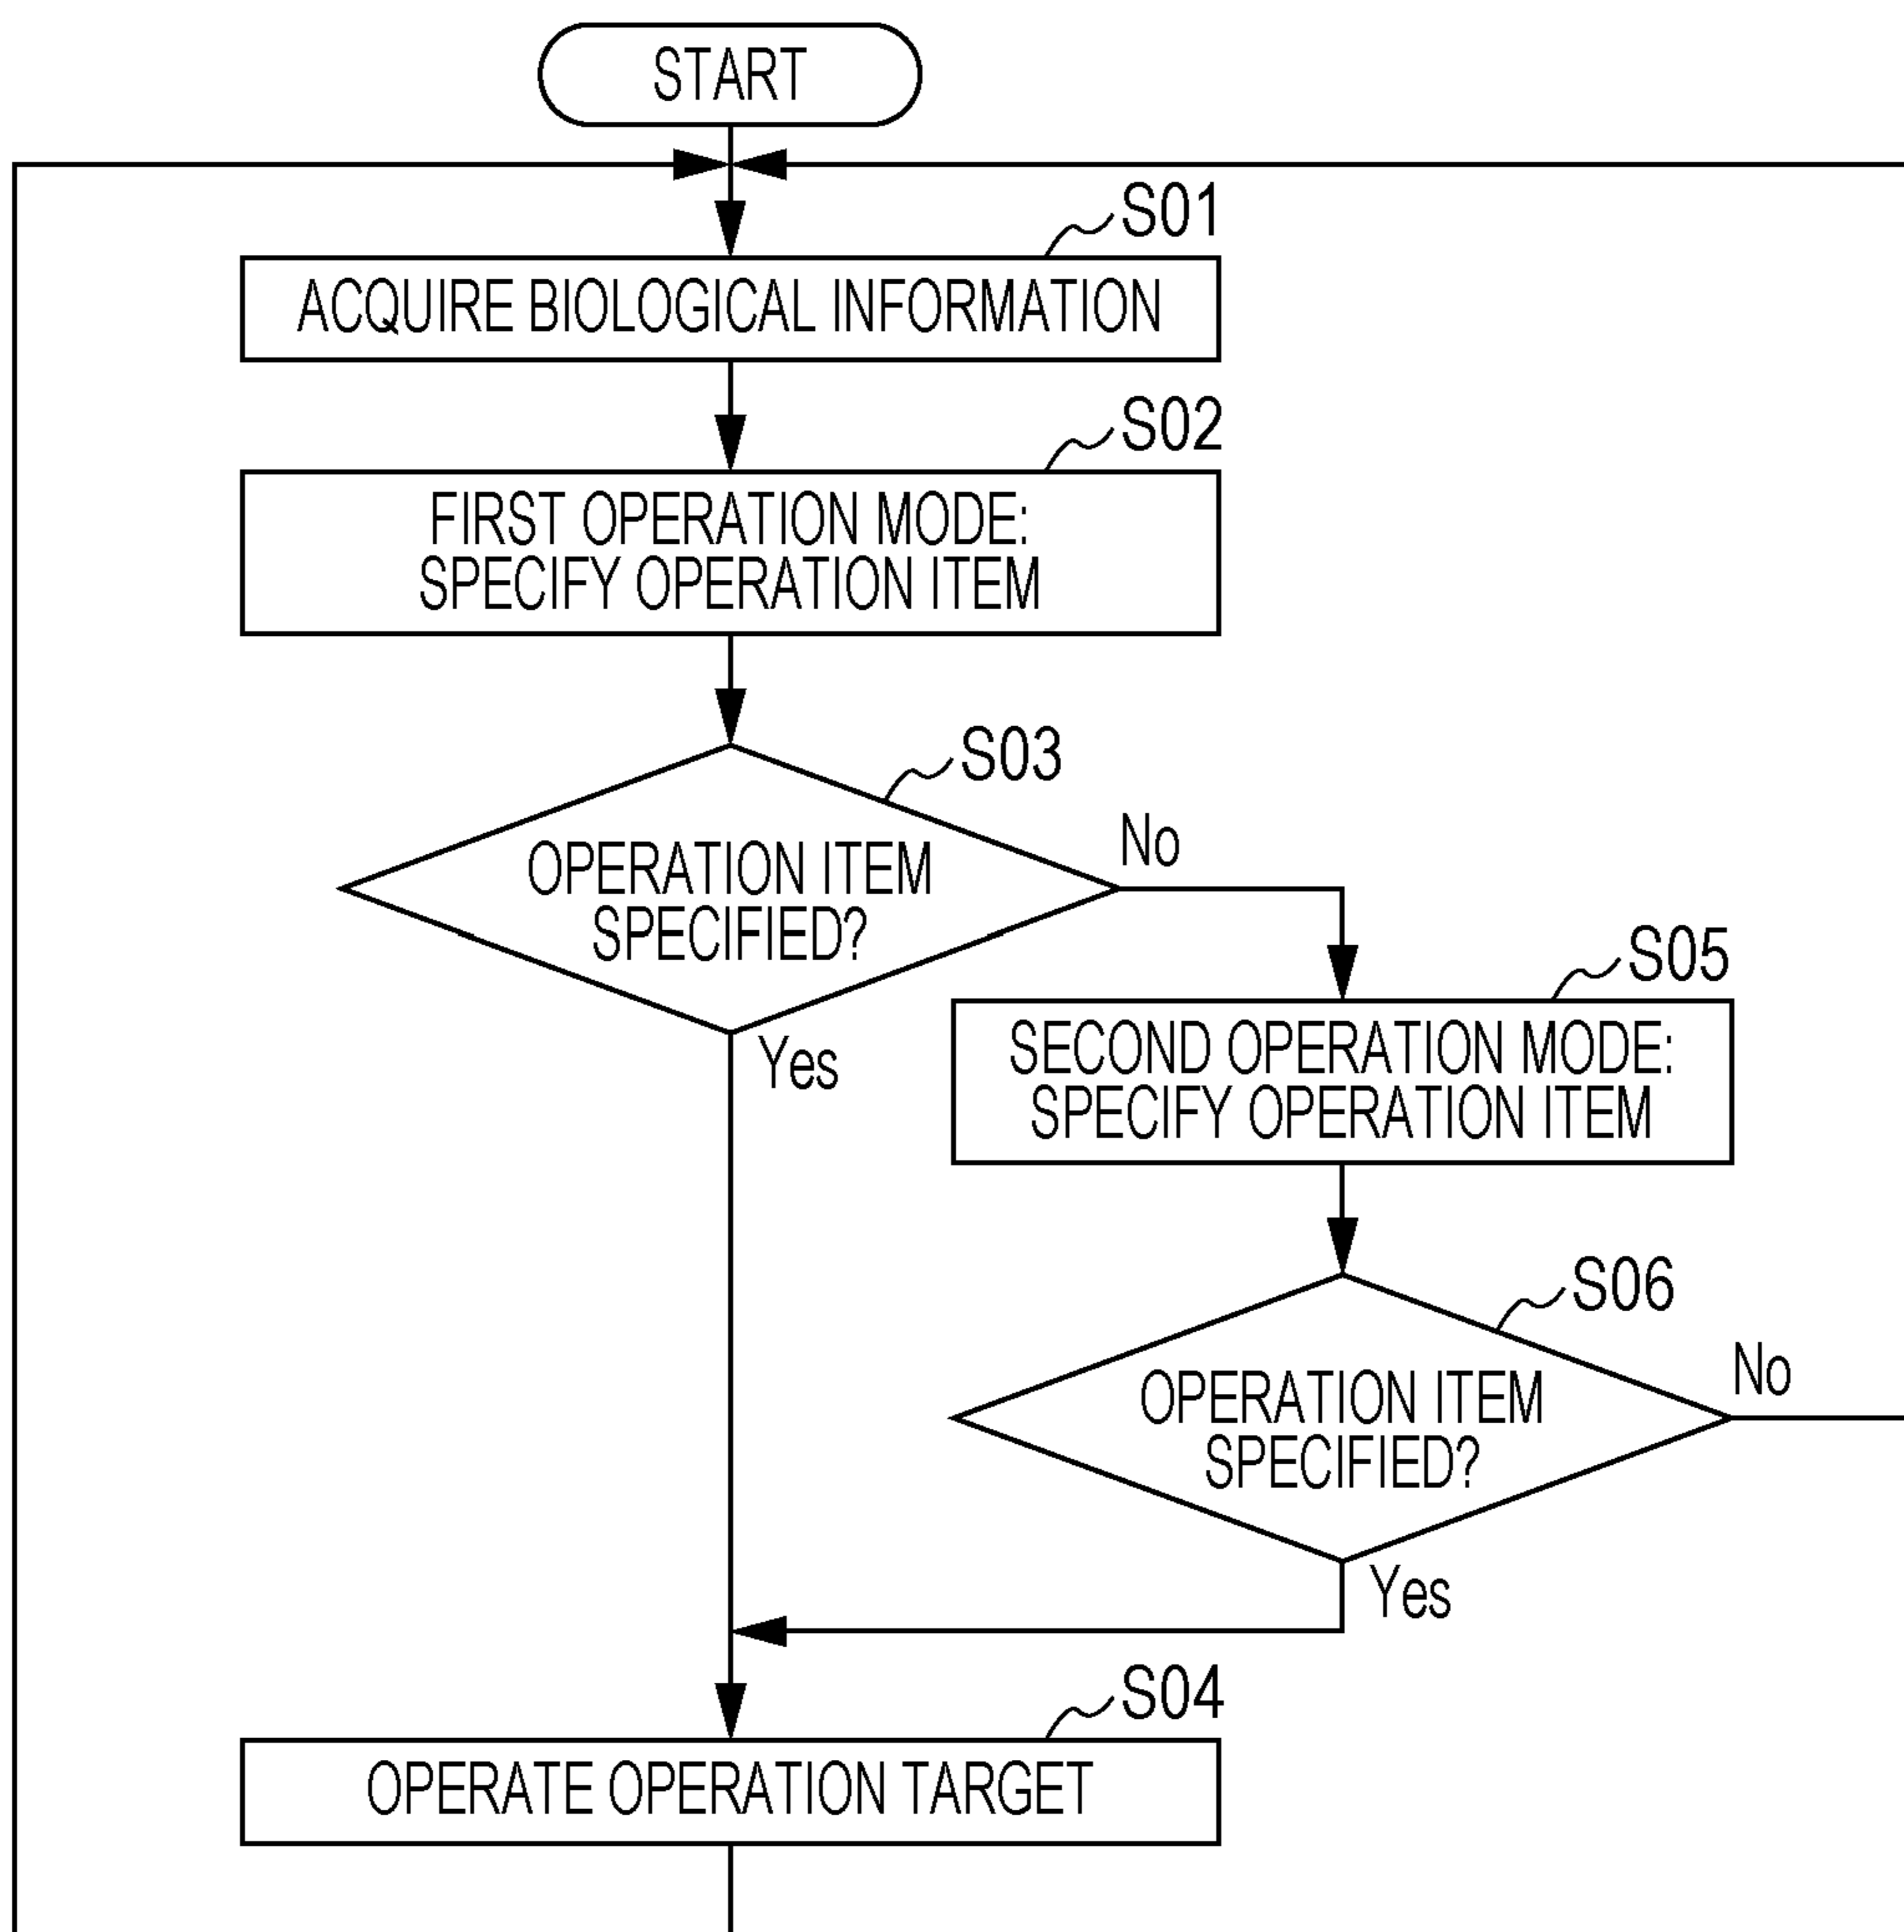 START
S01
ACQUIRE BIOLOGICAL INFORMATION
S02
FIRST OPERATION MODE:
SPECIFY OPERATION ITEM
S03
OPERATION ITEM
SPECIFIED?
No
Yes
S05
SECOND OPERATION MODE:
SPECIFY OPERATION ITEM
S06
OPERATION ITEM
SPECIFIED?
No
Yes
S04
OPERATE OPERATION TARGET